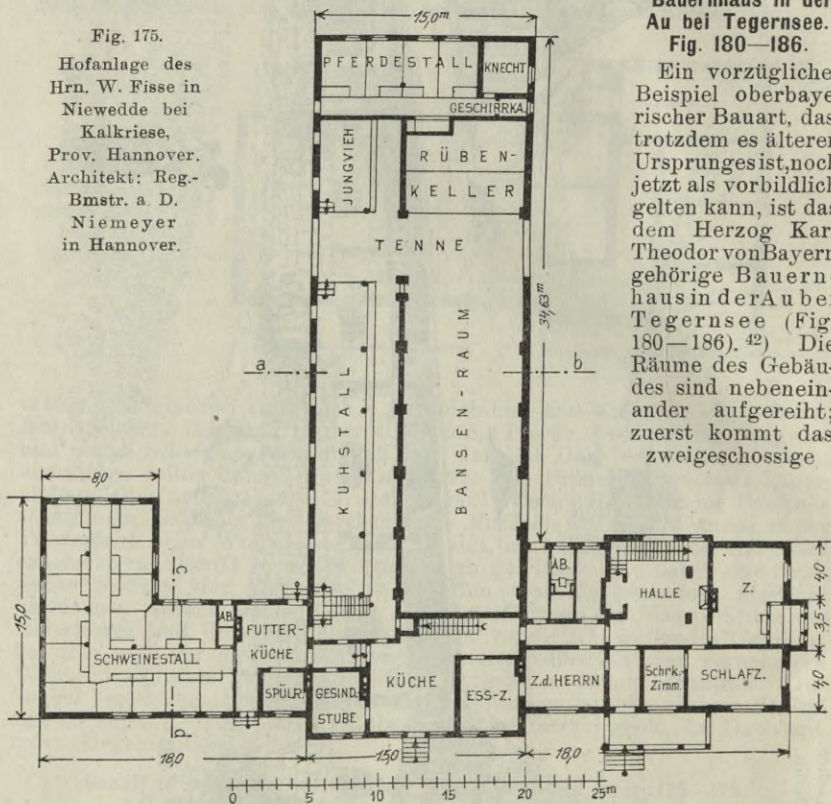 Fig. 175.
Hofanlage des
Hrn. W. Fisse in
Niewedde bei
Kalkriese,
Prov. Hannover.
Architekt: Reg.-
Bmstr. a. D.
Niemeyer
in Hannover.
Bauernhaus in der
Au bei Tegernsee.
Fig. 180—186.
Ein vorzügliche
Beispiel oberbaye
rischer Bauart, das
trotzdem es älteren
Ursprunges ist, noch
jetzt als vorbildlich
gelten kann, ist das
dem Herzog Karl
Theodor von Bayern
gehörige Bauern
haus in der Au bei
Tegernsee (Fig.
180—186). 42) Die
Räume des Gebäu-
des sind nebenein-
ander aufgereiht;
zuerst kommt das
zweigeschossige
15,0m
PFERDESTALL
KNECHT
GESCHIRRKA.
JUNGVIEH
RÜBEN-
KELLER
TENNE
34,63m
a
b
KUHSTALL
BANSEN-RAUM
8,0
15,0
c
d
SCHWEINESTALL
AB.
FUTTER-
KÜCHE
SPÜLR.
GESIND.
STUBE
KÜCHE
ESS-Z.
AB.
HALLE
Z.
Z.d.HERRN
Schrk.-
Zimm.
SCHLAFZ.
4,0
3,5
4,0
18,0
15,0
18,0
0 5 10 15 20 25m